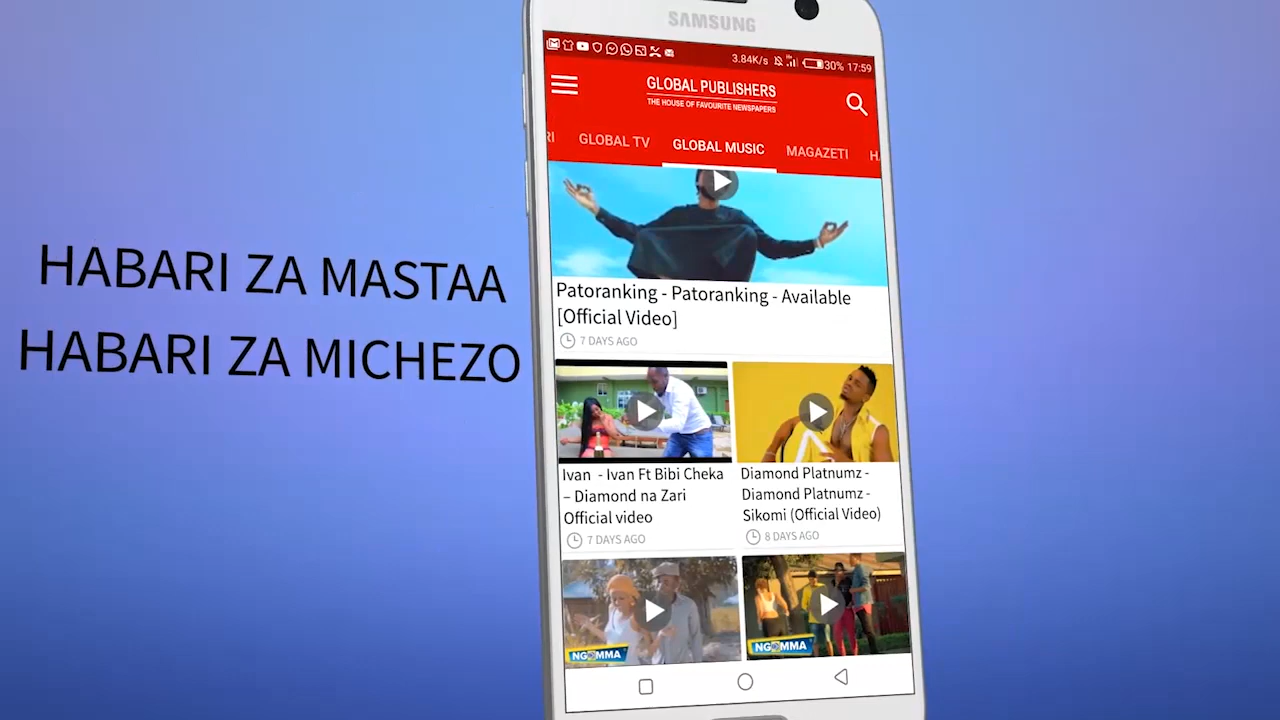 SAMSUNG
3.84K/s
30% 17:59
GLOBAL PUBLISHERS
THE HOUSE OF FAVOURITE NEWSPAPERS
RI GLOBAL TV GLOBAL MUSIC MAGAZETI H
HABARI ZA MASTAA
HABARI ZA MICHEZO
Patoranking - Patoranking - Available
[Official Video]
7 DAYS AGO
Ivan - Ivan Ft Bibi Cheka
– Diamond na Zari
Official video
7 DAYS AGO
Diamond Platnumz -
Diamond Platnumz -
Sikomi (Official Video)
8 DAYS AGO
NGOMMA
NGOMMA